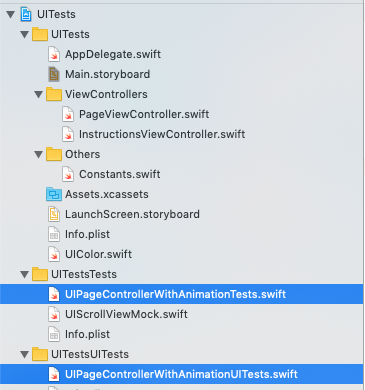 UITests
UITests
AppDelegate.swift
Main.storyboard
ViewControllers
PageViewController.swift
InstructionsViewController.swift
Others
Constants.swift
Assets.xcassets
LaunchScreen.storyboard
Info.plist
UIColor.swift
UITestsTests
UIPageControllerWithAnimationTests.swift
UIScrollViewMock.swift
Info.plist
UITestsUITests
UIPageControllerWithAnimationUITests.swift